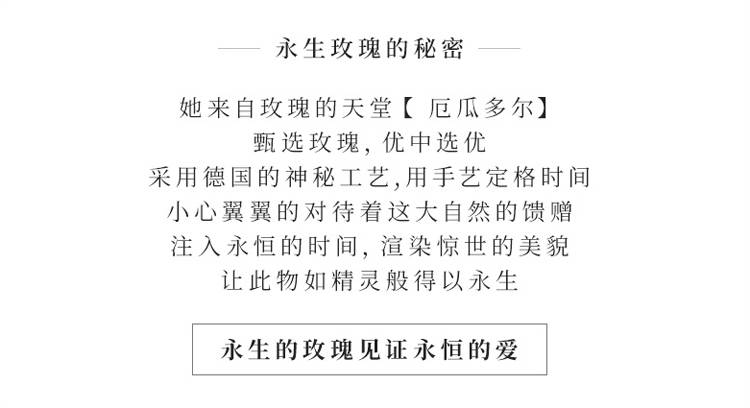 永生玫瑰的秘密
她来自玫瑰的天堂【 厄瓜多尔】
甄选玫瑰, 优中选优
采用德国的神秘工艺,用手艺定格时间
小心翼翼的对待着这大自然的馈赠
注入永恒的时间, 渲染惊世的美貌
让此物如精灵般得以永生
永生的玫瑰见证永恒的爱